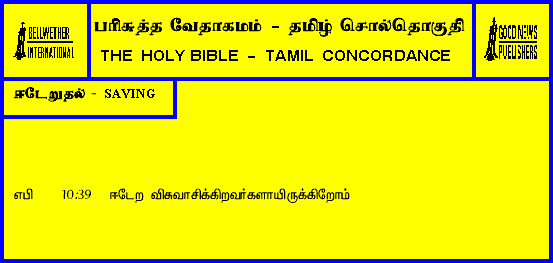 BELLWETHER
INTERNATIONAL
பரிசுத்த வேதாகமம் - தமிழ் சொல்தொகுதி
THE HOLY BIBLE - TAMIL CONCORDANCE
GOOD NEWS
PUBLISHERS
ஈடேறுதல் - SAVING
எபி 10:39 ஈடேற விசுவாசிக்கிறவர்களாயிருக்கிறோம்